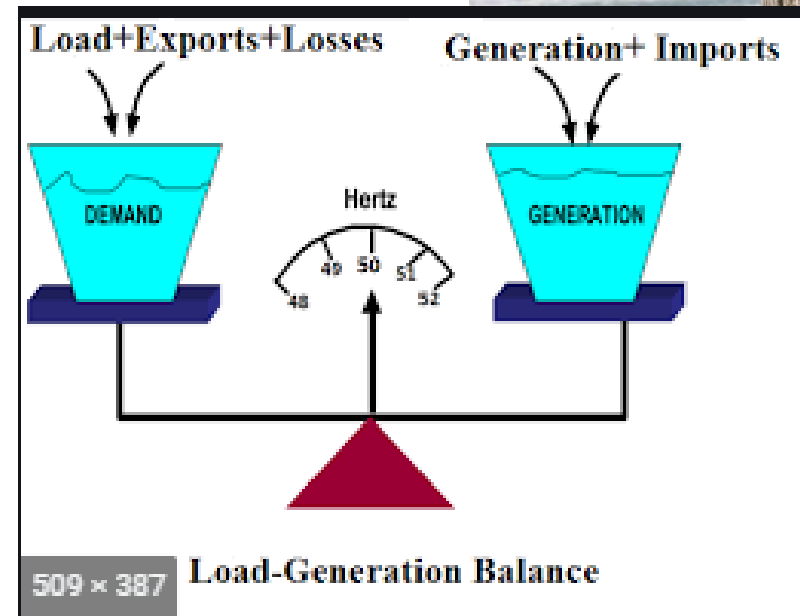 Load+Exports+Losses
Generation+ Imports
DEMAND
Hertz
GENERATION
48
49
50
51
52
509 × 387
Load-Generation Balance